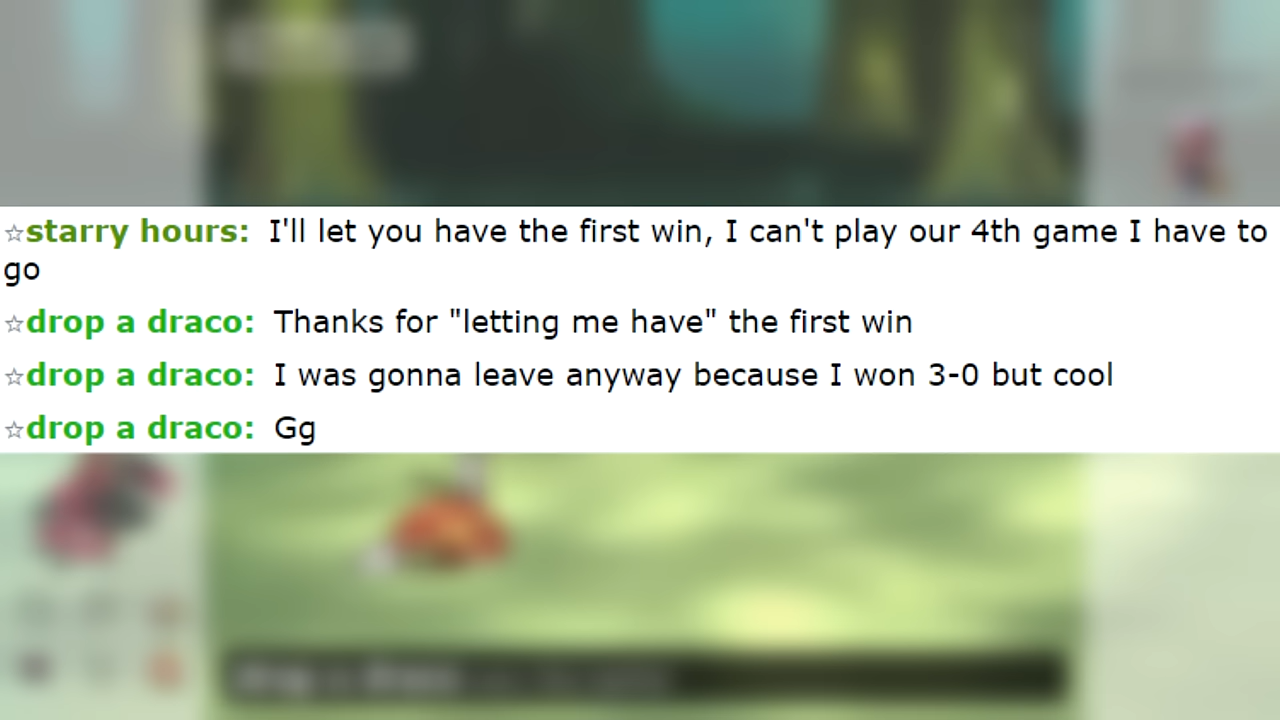 ☆starry hours: I'll let you have the first win, I can't play our 4th game I have to
go
☆drop a draco: Thanks for "letting me have" the first win
☆drop a draco: I was gonna leave anyway because I won 3-0 but cool
☆drop a draco: Gg